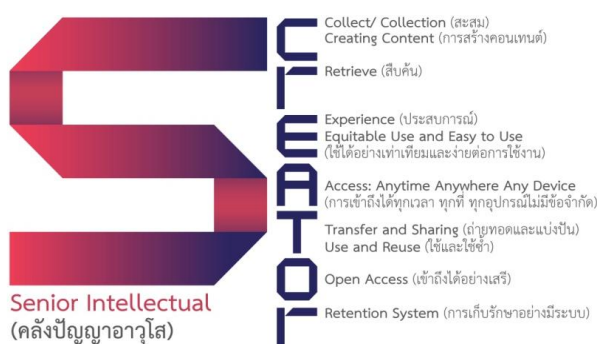 S
CrEATOr
Collect/ Collection (สะสม)
Creating Content (การสร้างคอนเทนต์)
Retrieve (สืบค้น)
Experience (ประสบการณ์)
Equitable Use and Easy to Use
(ใช้ได้อย่างเท่าเทียมและง่ายต่อการใช้งาน)
Access: Anytime Anywhere Any Device
(การเข้าถึงได้ทุกเวลา ทุกที่ ทุกอุปกรณ์ไม่มีข้อจำกัด)
Transfer and Sharing (ถ่ายทอดและแบ่งปัน)
Use and Reuse (ใช้และใช้ซ้ำ)
Open Access (เข้าถึงได้อย่างเสรี)
Retention System (การเก็บรักษาอย่างมีระบบ)
Senior Intellectual
(คลังปัญญาอาวุโส)